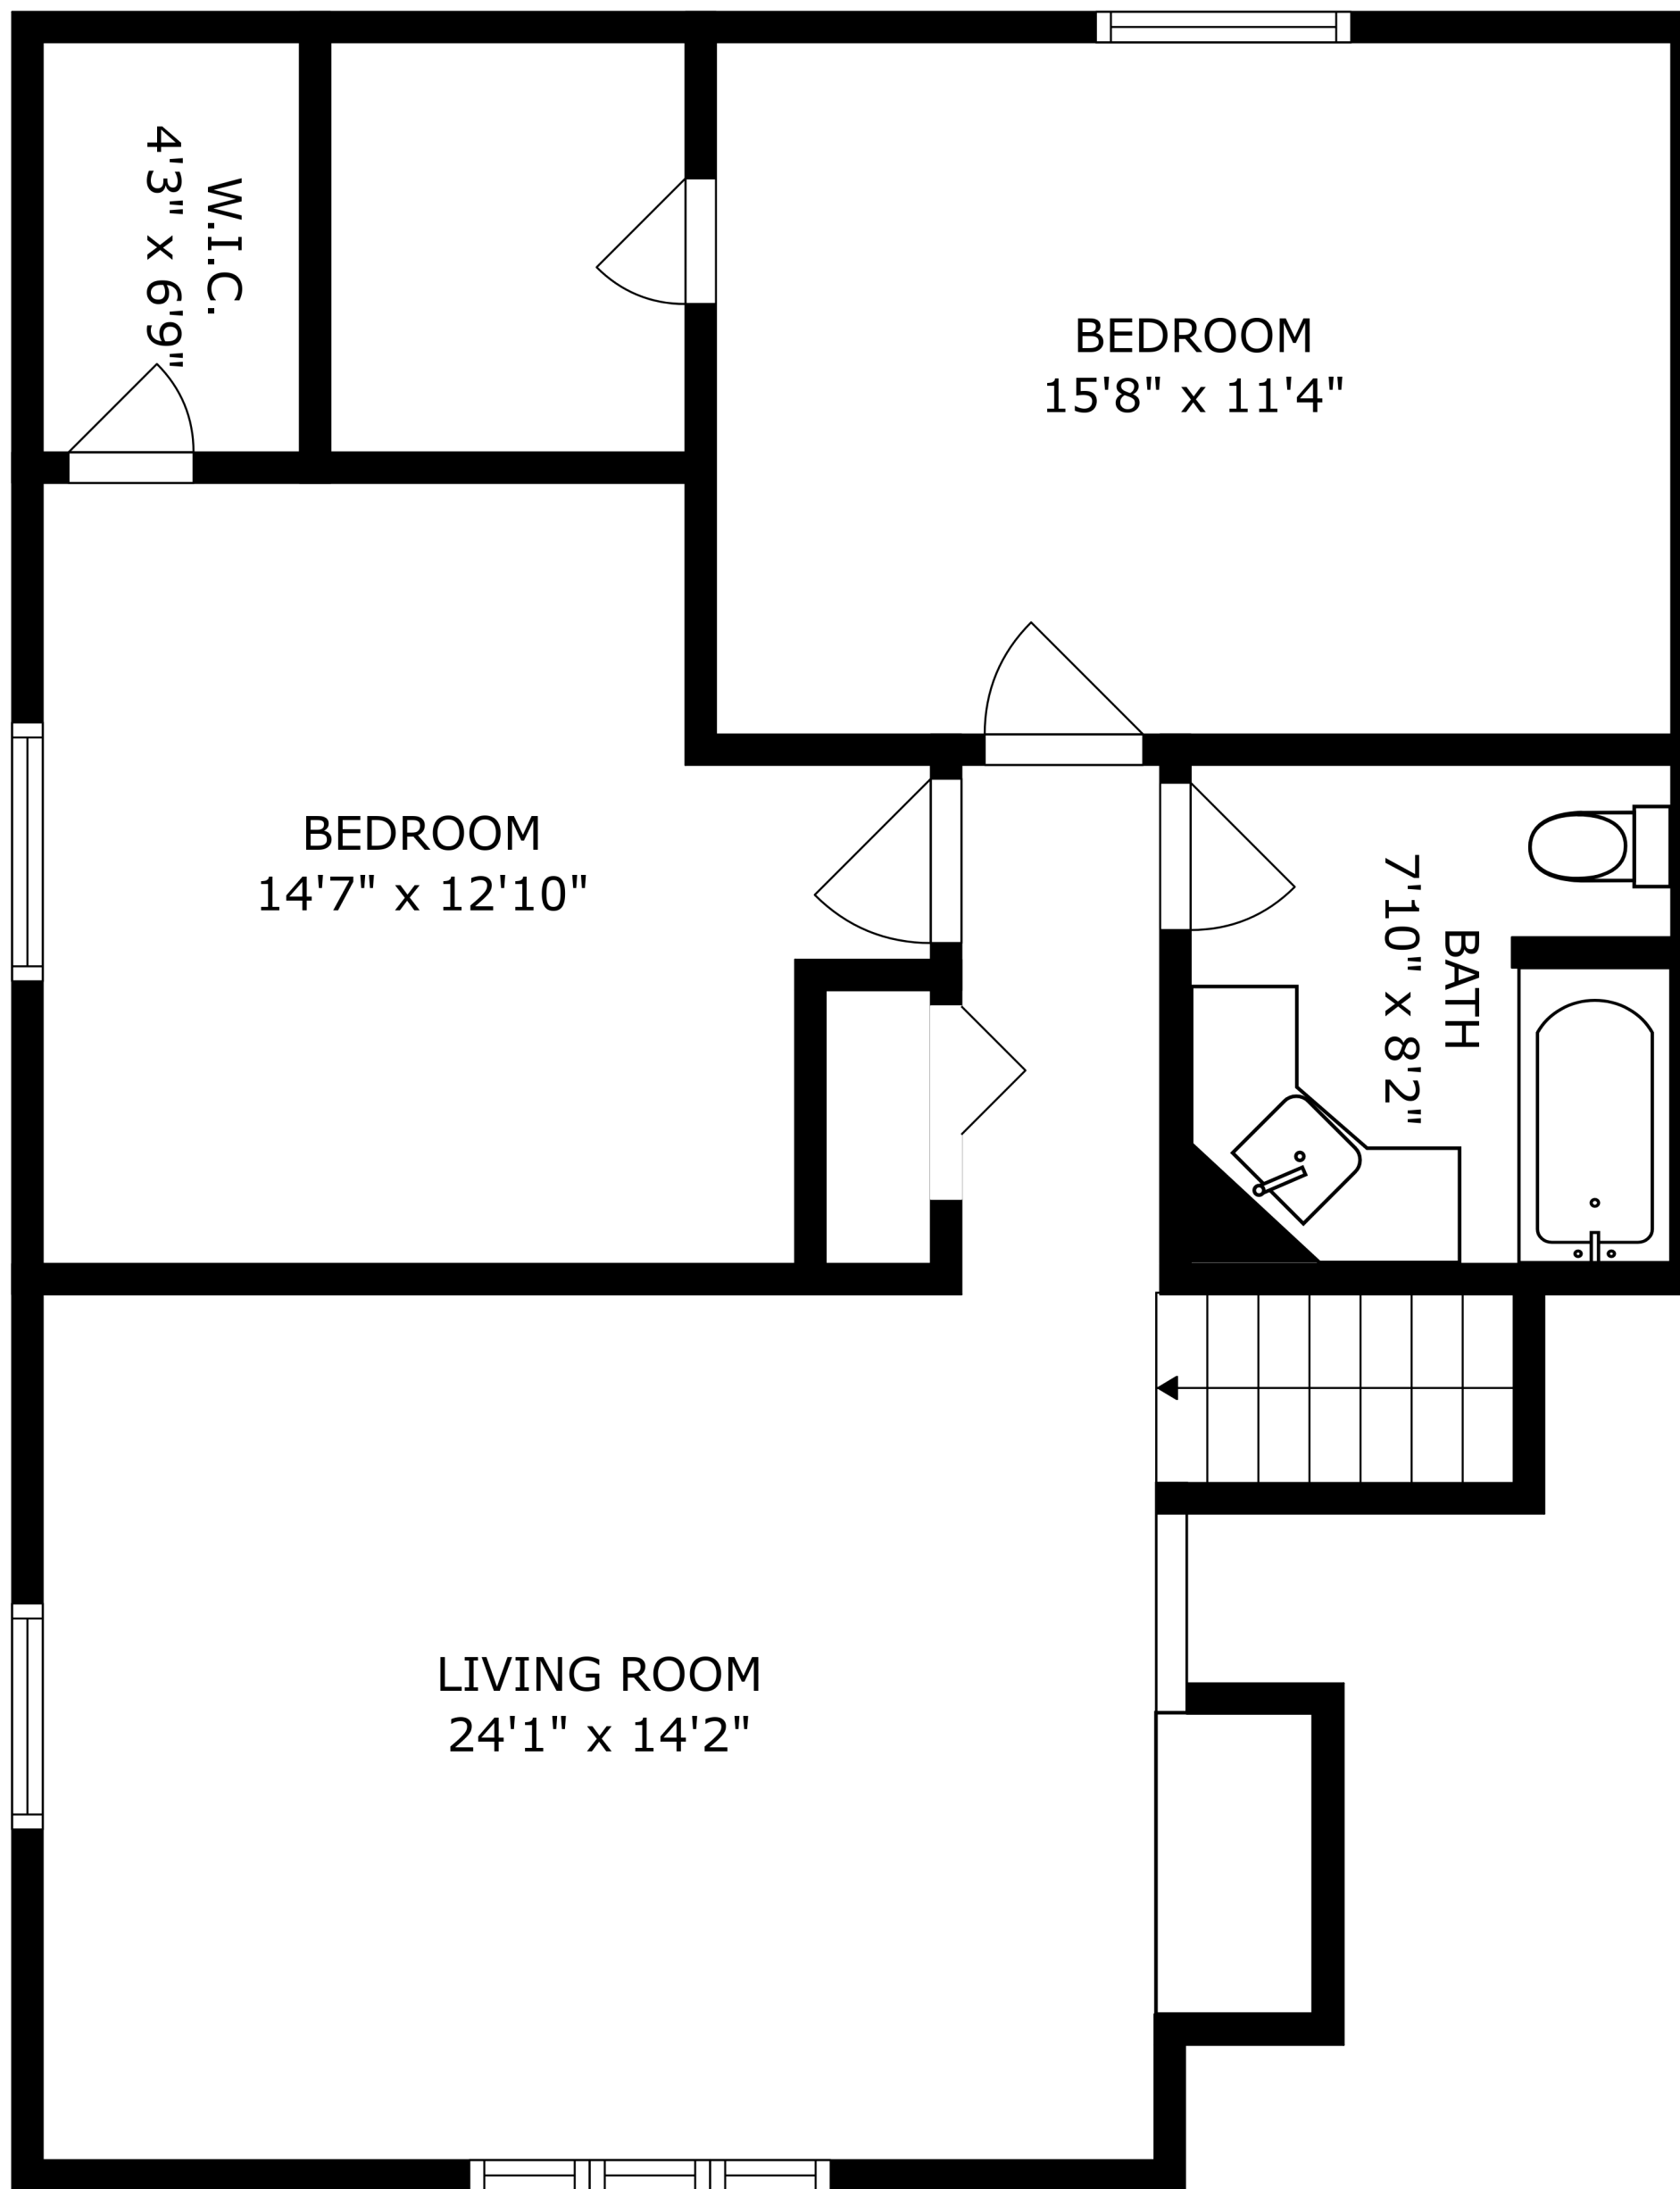 W.I.C.
4'3" x 6'9"
BEDROOM
15'8" x 11'4"
BEDROOM
14'7" x 12'10"
BATH
7'10" x 8'2"
LIVING ROOM
24'1" x 14'2"